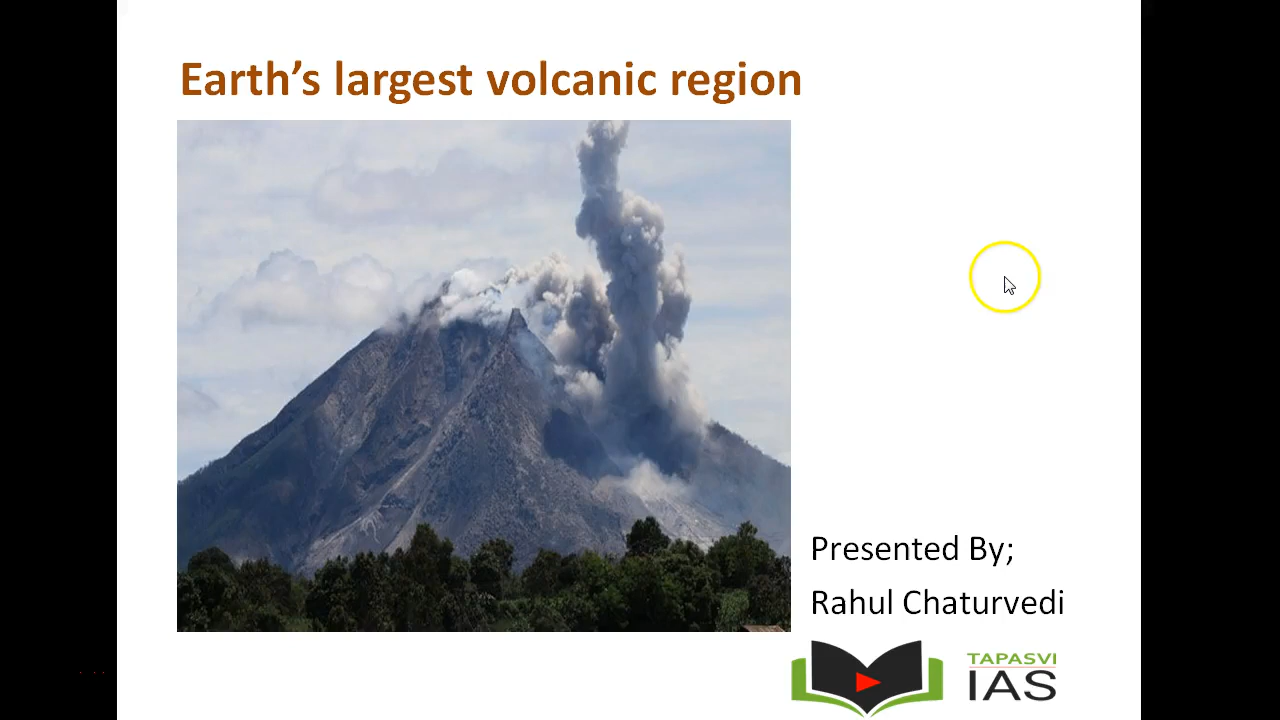 Earth’s largest volcanic region
Presented By;
Rahul Chaturvedi
TAPASVI
IAS